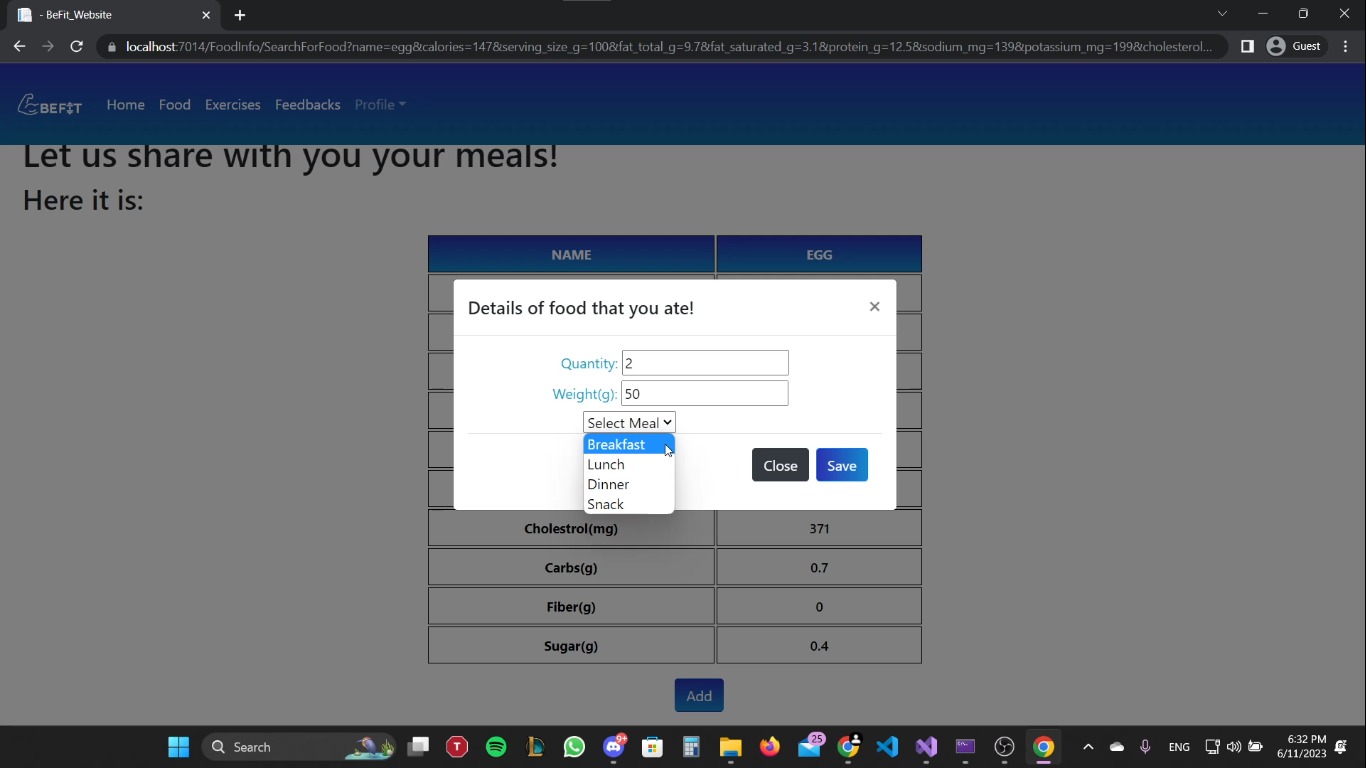 - BeFit_Website
localhost:7014/FoodInfo/SearchForFood?name=egg&calories=147&serving_size_g=100&fat_total_g=9.7&fat_saturated_g=3.1&protein_g=12.5&sodium_mg=139&potassium_mg=199&cholesterol...
Guest
BEFIT Home Food Exercises Feedbacks Profile
Let us share with you your meals!
Here it is:
NAME EGG
Details of food that you ate! ×
Quantity: 2
Weight(g): 50
Select Meal
Breakfast
Lunch
Dinner
Snack
Close Save
Cholestrol(mg) 371
Carbs(g) 0.7
Fiber(g) 0
Sugar(g) 0.4
Add
Search
T
9+
25
ENG
6:32 PM
6/11/2023